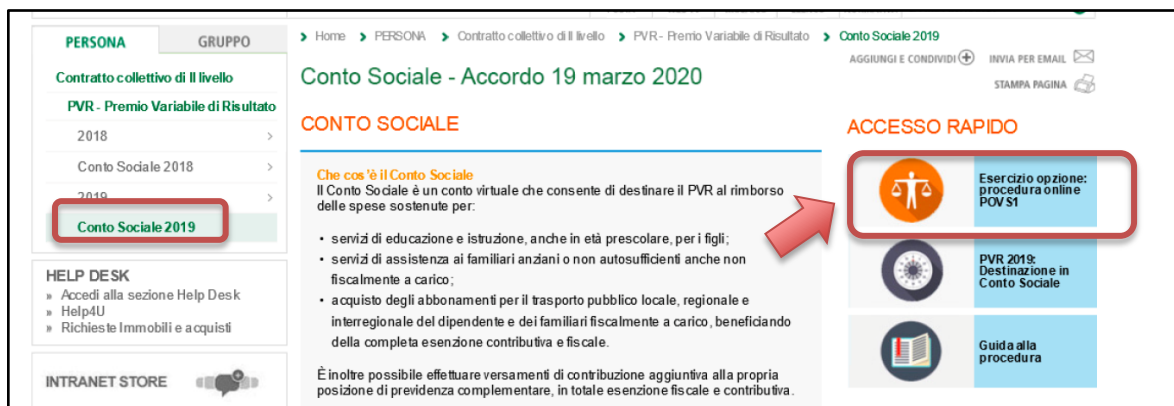 PERSONA
GRUPPO
Contratto collettivo di II livello
PVR - Premio Variabile di Risultato
2018
Conto Sociale 2018
2019
Conto Sociale 2019
HELP DESK
» Accedi alla sezione Help Desk
» Help4U
» Richieste Immobili e acquisti
INTRANET STORE
Home > PERSONA > Contratto collettivo di II livello > PVR - Premio Variabile di Risultato > Conto Sociale 2019
AGGIUNGI E CONDIVIDI
INVIA PER EMAIL
STAMPA PAGINA
Conto Sociale - Accordo 19 marzo 2020
CONTO SOCIALE
Che cos'è il Conto Sociale
Il Conto Sociale è un conto virtuale che consente di destinare il PVR al rimborso
delle spese sostenute per:
• servizi di educazione e istruzione, anche in età prescolare, per i figli;
• servizi di assistenza ai familiari anziani o non autosufficienti anche non
fiscalmente a carico;
• acquisto degli abbonamenti per il trasporto pubblico locale, regionale e
interregionale del dipendente e dei familiari fiscalmente a carico, beneficiando
della completa esenzione contributiva e fiscale.
È inoltre possibile effettuare versamenti di contribuzione aggiuntiva alla propria
posizione di previdenza complementare, in totale esenzione fiscale e contributiva.
ACCESSO RAPIDO
Esercizio opzione:
procedura online
POVS1
PVR 2019:
Destinazione in
Conto Sociale
Guida alla
procedura